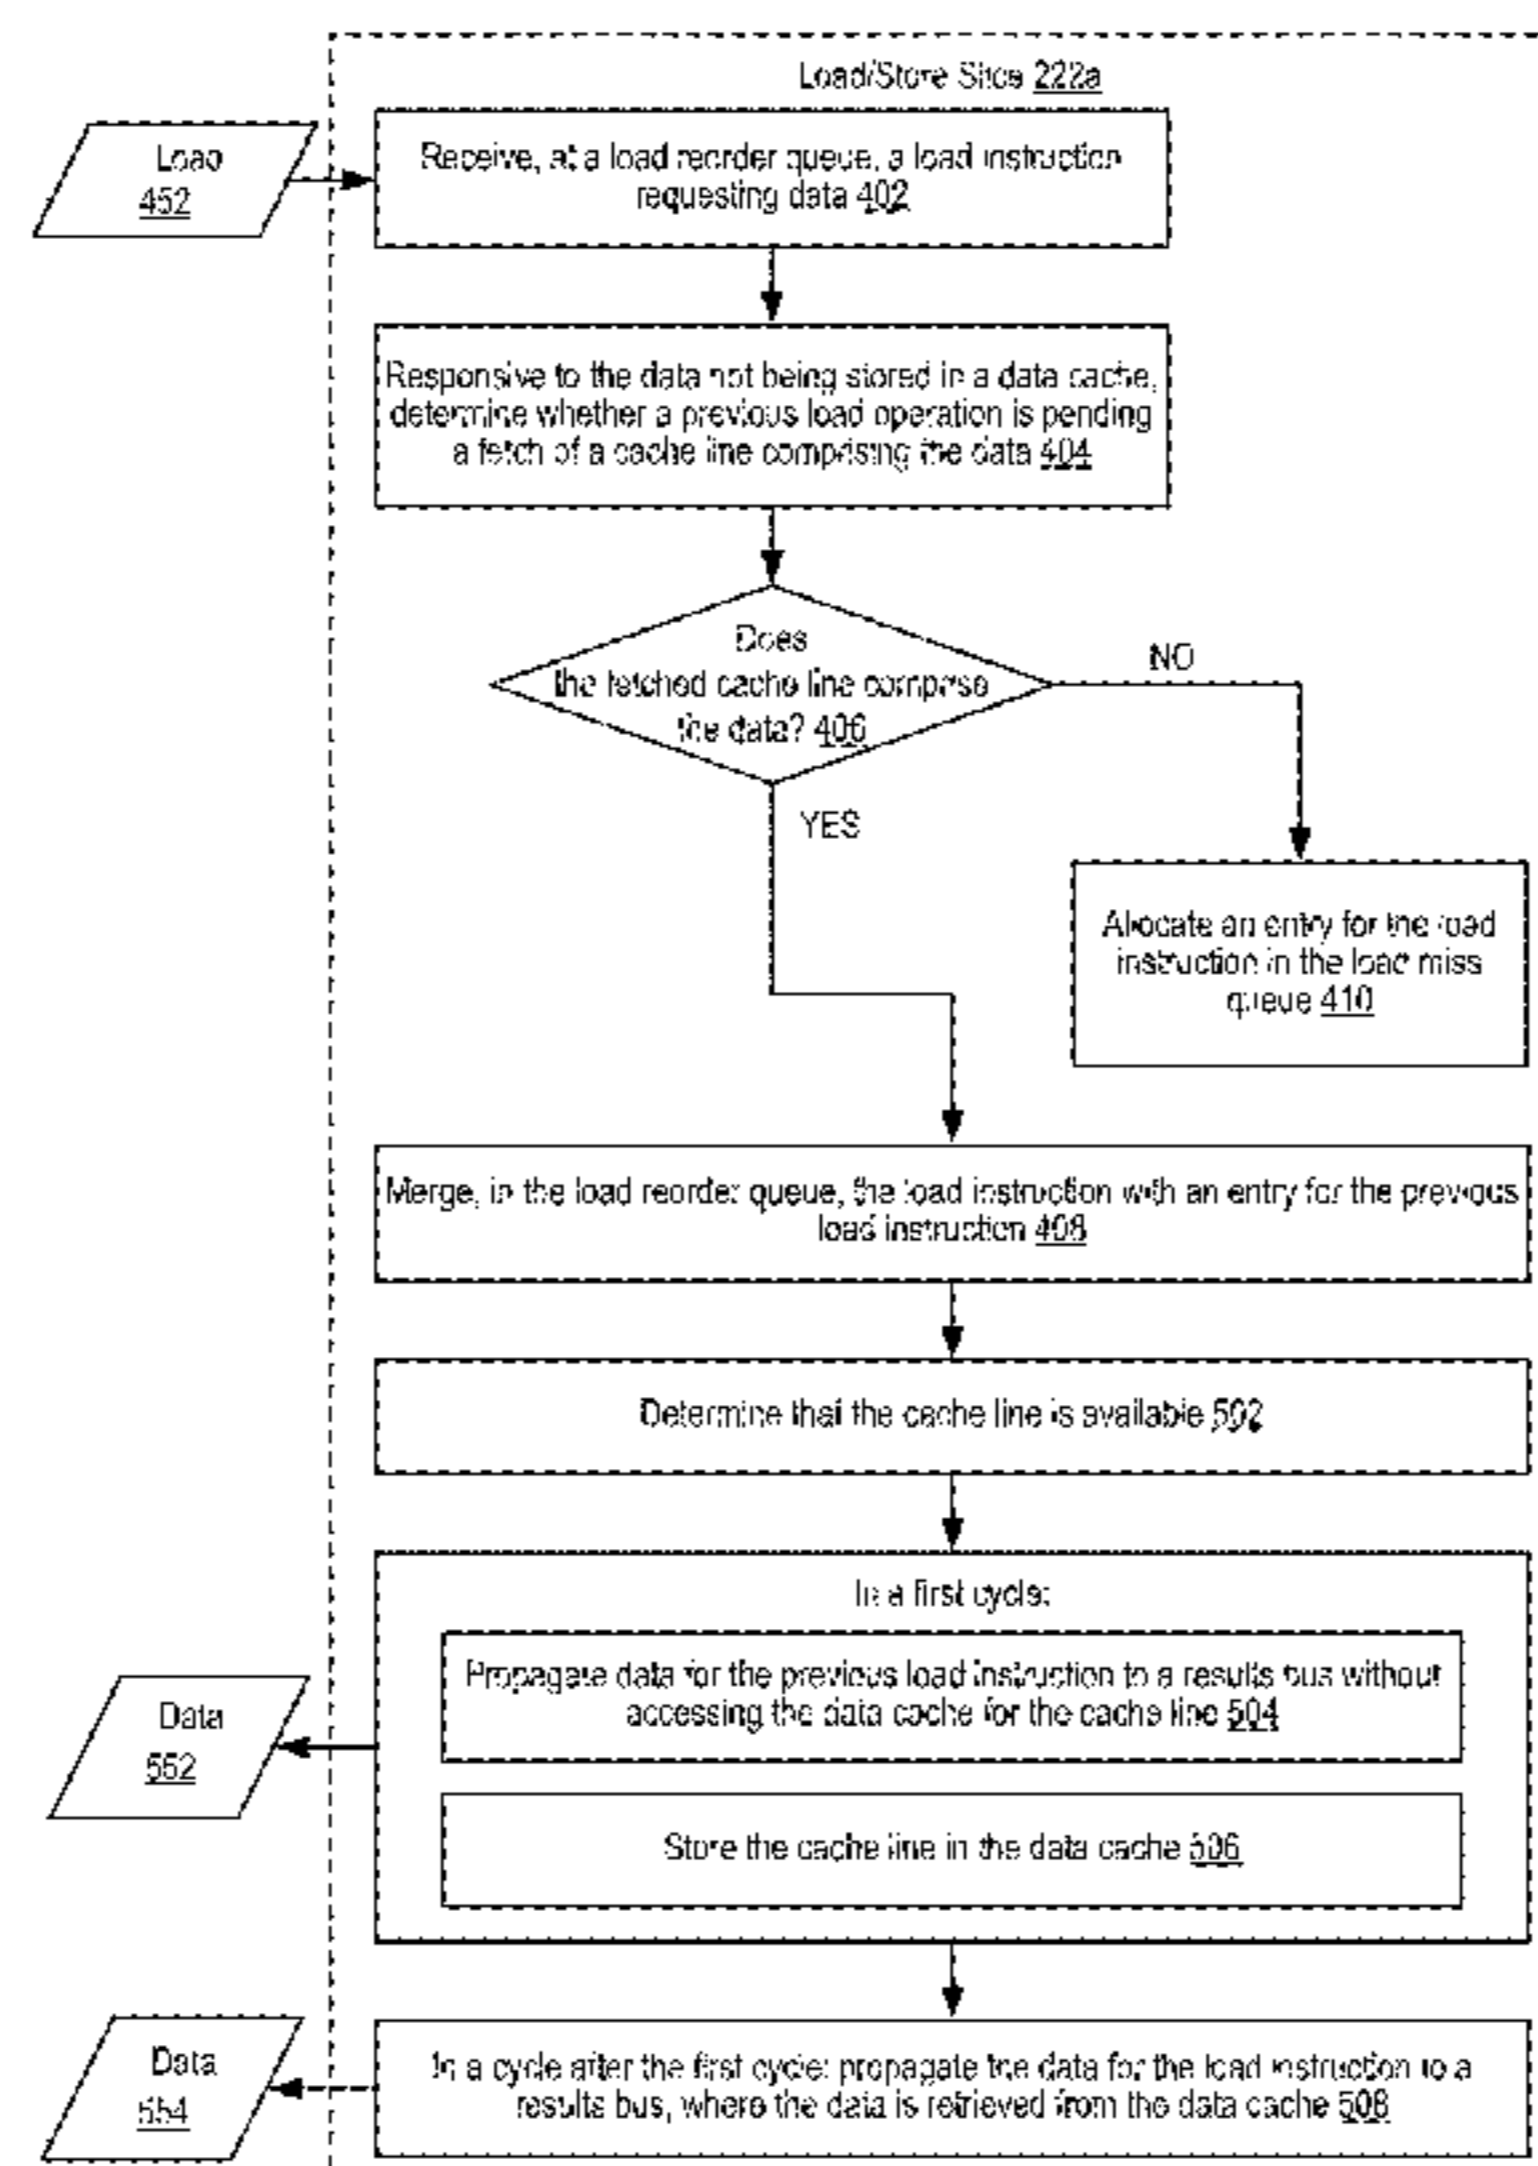 Load/Store Slice 222a
Load
452
Receive, at a load reorder queue, a load instruction
requesting data 402
Responsive to the data not being stored in a data cache,
determine whether a previous load operation is pending
a fetch of a cache line comprising the data 404
Does
the fetched cache line comprise
the data? 406
NO
YES
Allocate an entry for the load
instruction in the load miss
queue 410
Merge, in the load reorder queue, the load instruction with an entry for the previous
load instruction 408
Determine that the cache line is available 502
In a first cycle:
Propagate data for the previous load instruction to a results bus without
accessing the data cache for the cache line 504
Data
552
Store the cache line in the data cache 506
Data
554
In a cycle after the first cycle: propagate the data for the load instruction to a
results bus, where the data is retrieved from the data cache 508